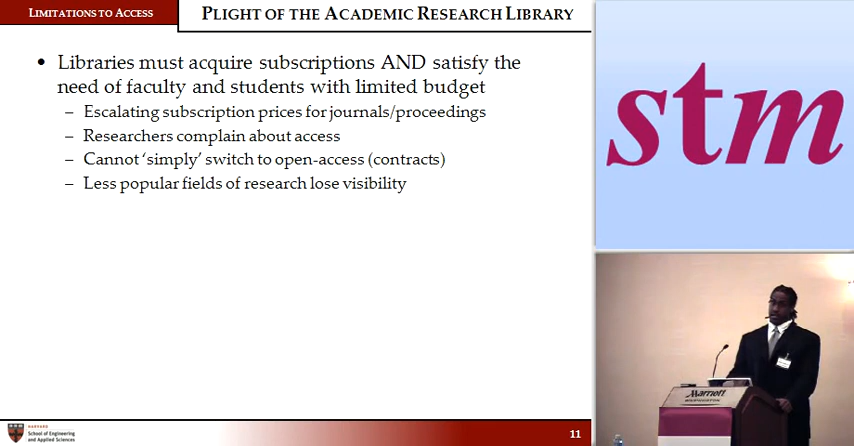 LIMITATIONS TO ACCESS
PLIGHT OF THE ACADEMIC RESEARCH LIBRARY
• Libraries must acquire subscriptions AND satisfy the
need of faculty and students with limited budget
– Escalating subscription prices for journals/proceedings
– Researchers complain about access
– Cannot ‘simply’ switch to open-access (contracts)
– Less popular fields of research lose visibility
HARVARD
School of Engineering
and Applied Sciences
11
stm
Marriott
WASHINGTON